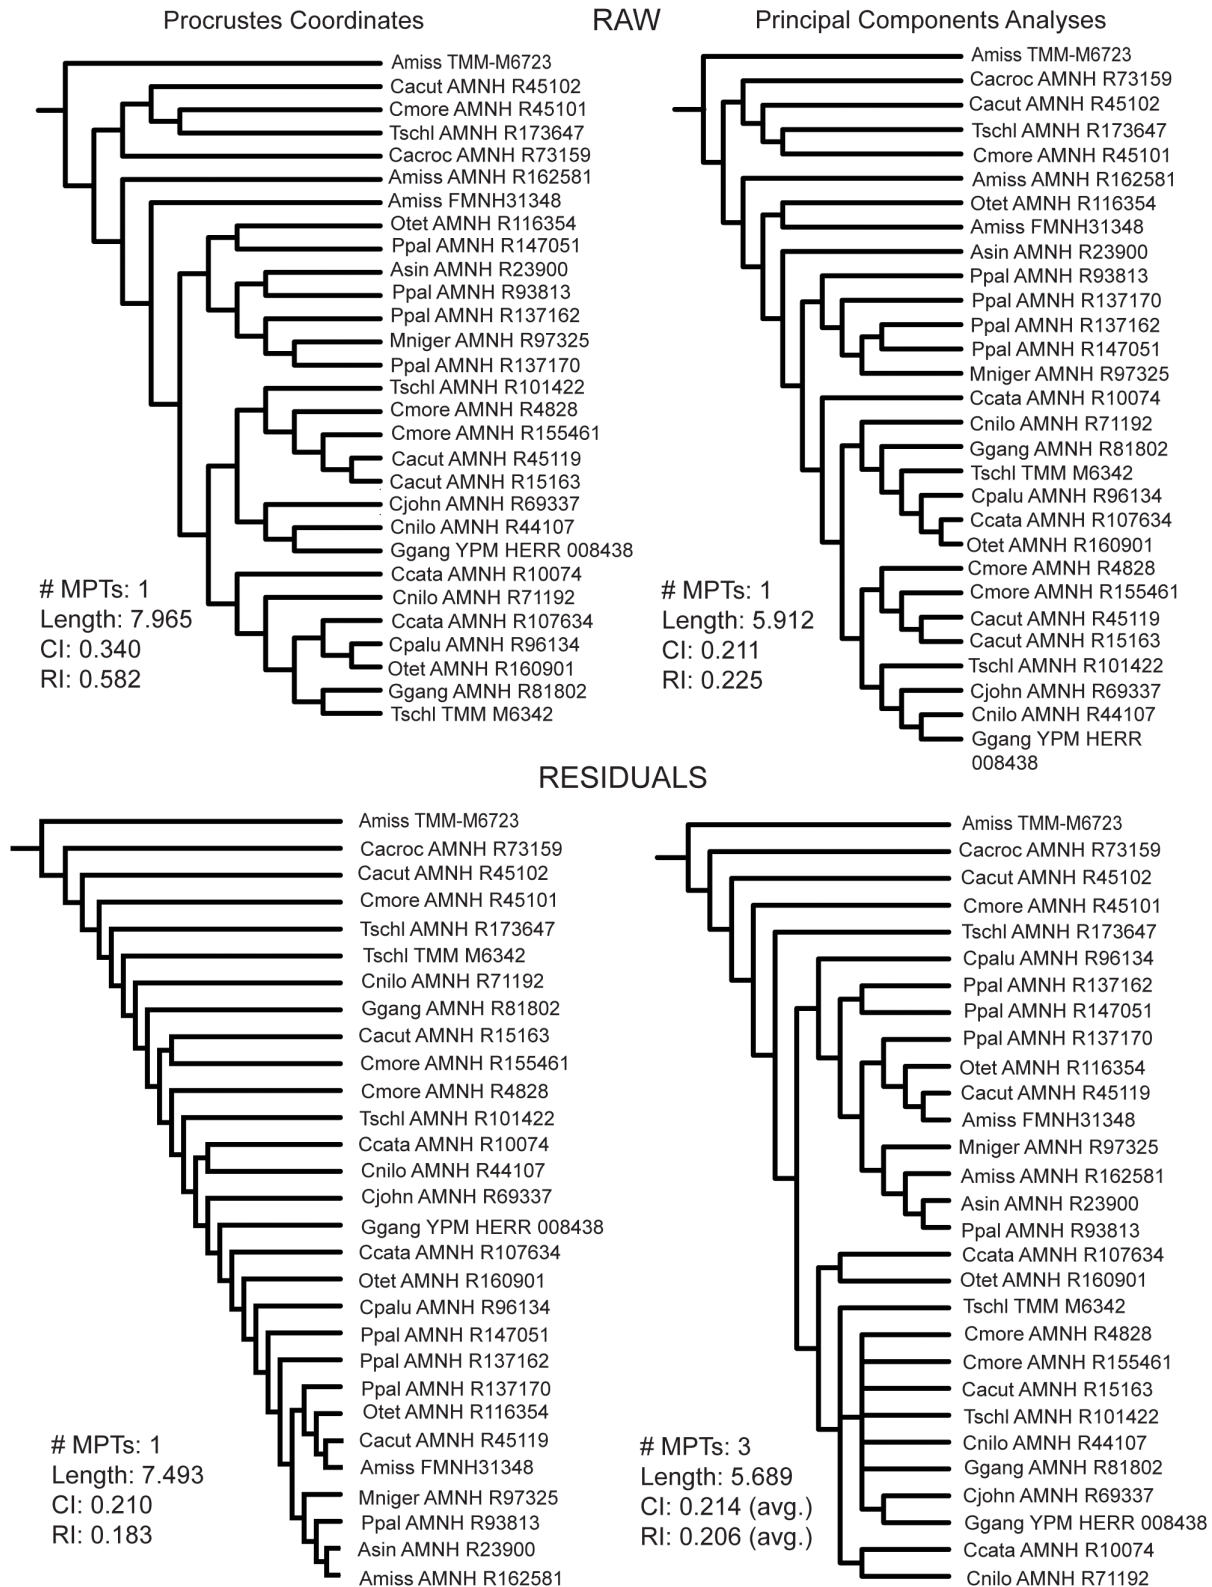 Procrustes Coordinates
RAW
Principal Components Analyses
Amiss TMM-M6723
Cacut AMNH R45102
Cmore AMNH R45101
Tschl AMNH R173647
Cacroc AMNH R73159
Amiss AMNH R162581
Amiss FMNH31348
Otet AMNH R116354
Ppal AMNH R147051
Asin AMNH R23900
Ppal AMNH R93813
Ppal AMNH R137162
Mniger AMNH R97325
Ppal AMNH R137170
Tschl AMNH R101422
Cmore AMNH R4828
Cmore AMNH R155461
Cacut AMNH R45119
Cacut AMNH R15163
Cjohn AMNH R69337
Cnilo AMNH R44107
Ggang YPM HERR 008438
Ccata AMNH R10074
Cnilo AMNH R71192
Ccata AMNH R107634
Cpalu AMNH R96134
Otet AMNH R160901
Ggang AMNH R81802
Tschl TMM M6342
# MPTs: 1
Length: 7.965
CI: 0.340
RI: 0.582
Amiss TMM-M6723
Cacroc AMNH R73159
Cacut AMNH R45102
Tschl AMNH R173647
Cmore AMNH R45101
Amiss AMNH R162581
Otet AMNH R116354
Amiss FMNH31348
Asin AMNH R23900
Ppal AMNH R93813
Ppal AMNH R137170
Ppal AMNH R137162
Ppal AMNH R147051
Mniger AMNH R97325
Ccata AMNH R10074
Cnilo AMNH R71192
Ggang AMNH R81802
Tschl TMM M6342
Cpalu AMNH R96134
Ccata AMNH R107634
Otet AMNH R160901
Cmore AMNH R4828
Cmore AMNH R155461
Cacut AMNH R45119
Cacut AMNH R15163
Tschl AMNH R101422
Cjohn AMNH R69337
Cnilo AMNH R44107
Ggang YPM HERR
008438
# MPTs: 1
Length: 5.912
CI: 0.211
RI: 0.225
RESIDUALS
Amiss TMM-M6723
Cacroc AMNH R73159
Cacut AMNH R45102
Cmore AMNH R45101
Tschl AMNH R173647
Tschl TMM M6342
Cnilo AMNH R71192
Ggang AMNH R81802
Cacut AMNH R15163
Cmore AMNH R155461
Cmore AMNH R4828
Tschl AMNH R101422
Ccata AMNH R10074
Cnilo AMNH R44107
Cjohn AMNH R69337
Ggang YPM HERR 008438
Ccata AMNH R107634
Otet AMNH R160901
Cpalu AMNH R96134
Ppal AMNH R147051
Ppal AMNH R137162
Ppal AMNH R137170
Otet AMNH R116354
Cacut AMNH R45119
Amiss FMNH31348
Mniger AMNH R97325
Ppal AMNH R93813
Asin AMNH R23900
Amiss AMNH R162581
# MPTs: 1
Length: 7.493
CI: 0.210
RI: 0.183
Amiss TMM-M6723
Cacroc AMNH R73159
Cacut AMNH R45102
Cmore AMNH R45101
Tschl AMNH R173647
Cpalu AMNH R96134
Ppal AMNH R137162
Ppal AMNH R147051
Ppal AMNH R137170
Otet AMNH R116354
Cacut AMNH R45119
Amiss FMNH31348
Mniger AMNH R97325
Amiss AMNH R162581
Asin AMNH R23900
Ppal AMNH R93813
Ccata AMNH R107634
Otet AMNH R160901
Tschl TMM M6342
Cmore AMNH R4828
Cmore AMNH R155461
Cacut AMNH R15163
Tschl AMNH R101422
Cnilo AMNH R44107
Ggang AMNH R81802
Cjohn AMNH R69337
Ggang YPM HERR 008438
Ccata AMNH R10074
Cnilo AMNH R71192
# MPTs: 3
Length: 5.689
CI: 0.214 (avg.)
RI: 0.206 (avg.)